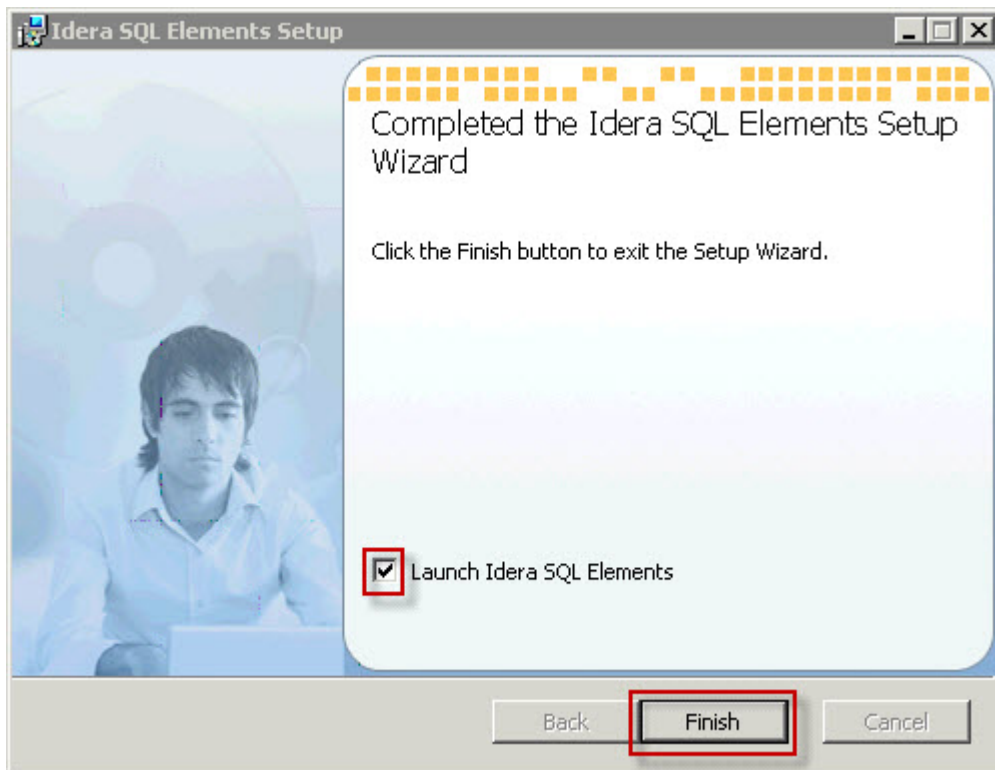 Idera SQL Elements Setup
Completed the Idera SQL Elements Setup
Wizard
Click the Finish button to exit the Setup Wizard.
Launch Idera SQL Elements
Back
Finish
Cancel